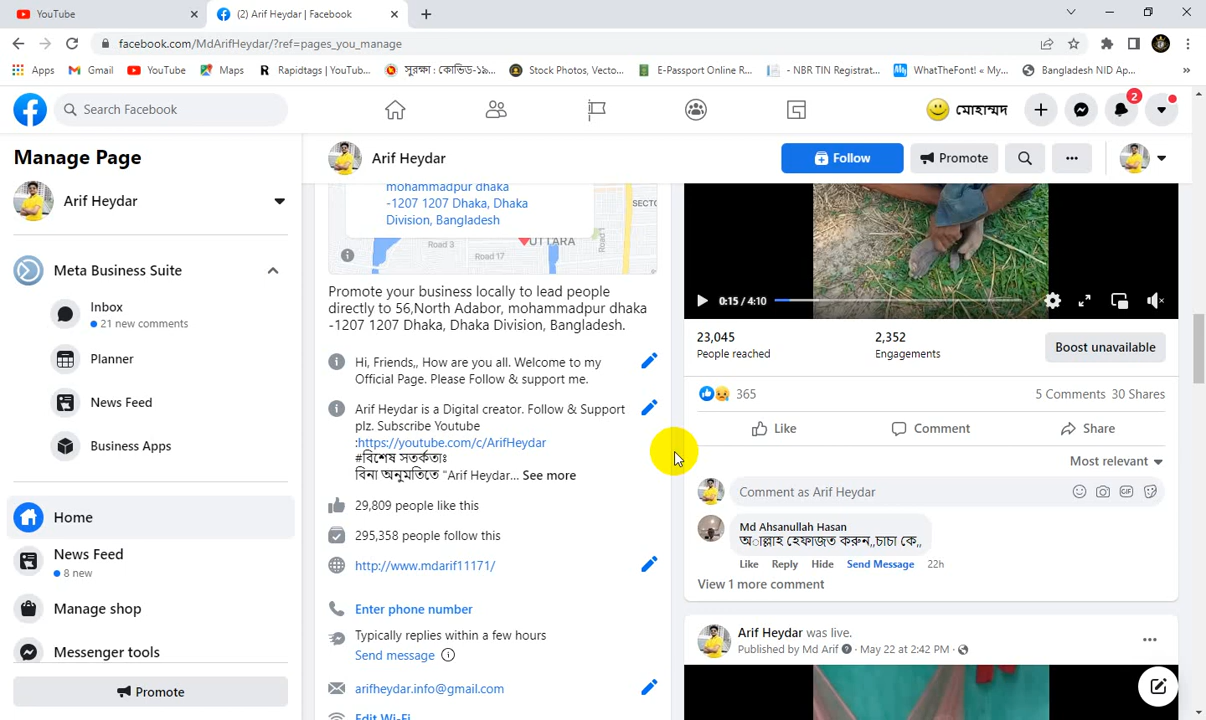 YouTube
(2) Arif Heydar | Facebook
facebook.com/MdArifHeydar/?ref=pages_you_manage
Apps
Gmail
YouTube
Maps
Rapidtags | YouTub...
সুরক্ষা : কোভিড-১৯...
Stock Photos, Vecto...
E-Passport Online R...
- NBR TIN Registrat...
WhatTheFont! « My...
Bangladesh NID Ap...
Search Facebook
মোহাম্মদ
2
Manage Page
Arif Heydar
Meta Business Suite
Inbox
21 new comments
Planner
News Feed
Business Apps
Home
News Feed
8 new
Manage shop
Messenger tools
Promote
Arif Heydar
Follow
Promote
mohammadpur dhaka
-1207 1207 Dhaka, Dhaka
Division, Bangladesh
SECTO
Road 3
UTTARA
Road 1
Road 17
Promote your business locally to lead people
directly to 56,North Adabor, mohammadpur dhaka
-1207 1207 Dhaka, Dhaka Division, Bangladesh.
Hi, Friends,, How are you all. Welcome to my
Official Page. Please Follow & support me.
Arif Heydar is a Digital creator. Follow & Support
plz. Subscribe Youtube
:https://youtube.com/c/ArifHeydar
#বিশেষ সতর্কতাঃ
বিনা অনুমতিতে "Arif Heydar... See more
29,809 people like this
295,358 people follow this
http://www.mdarif11171/
Enter phone number
Typically replies within a few hours
Send message
arifheydar.info@gmail.com
Edit Wi-Fi
0:15 / 4:10
23,045
People reached
2,352
Engagements
Boost unavailable
365
5 Comments 30 Shares
Like
Comment
Share
Most relevant
Comment as Arif Heydar
Md Ahsanullah Hasan
অাল্লাহ হেফাজত করুন,,চাচা কে,,
Like Reply Hide Send Message 22h
View 1 more comment
Arif Heydar was live.
Published by Md Arif · May 22 at 2:42 PM ·